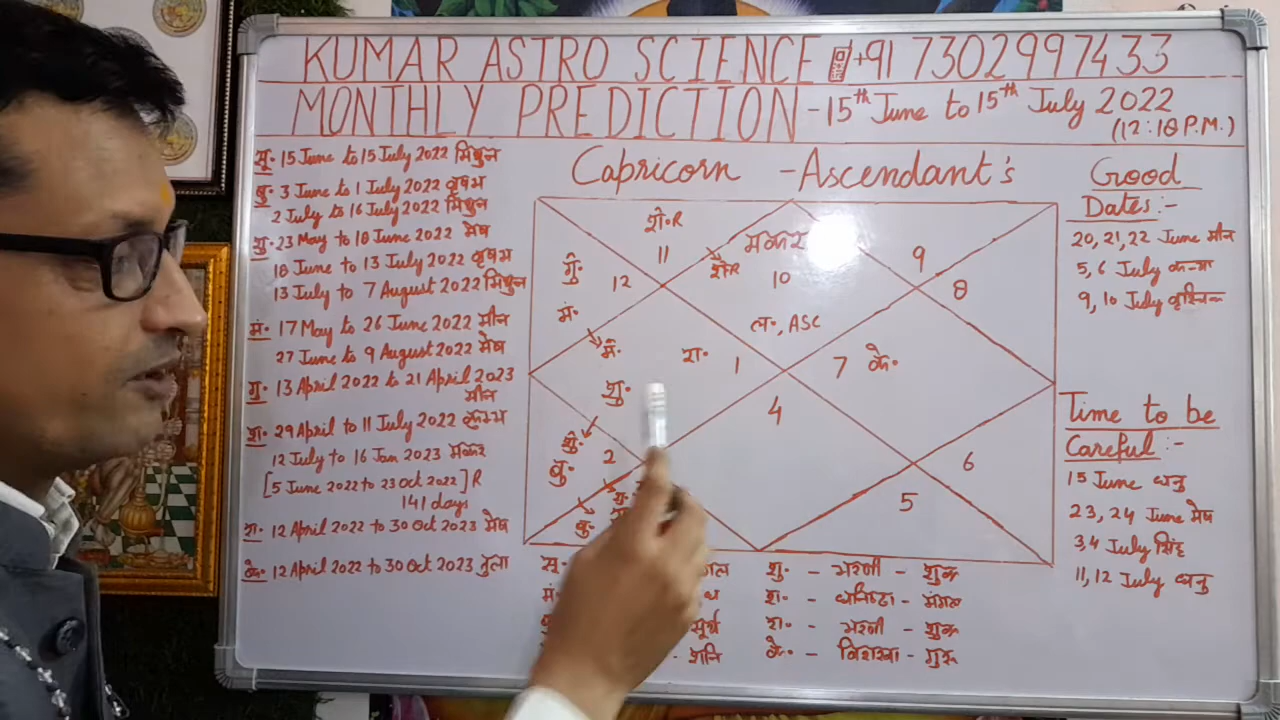 KUMAR ASTRO SCIENCE +91 7302997433
MONTHLY PREDICTION - 15th June to 15th July 2022
(12:18 P.M.)
Capricorn - Ascendant's
सू॰ 15 June to 15 July 2022 मिथुन
बु॰ 3 June to 1 July 2022 वृषभ
2 July to 16 July 2022 मिथुन
शु॰ 23 May to 18 June 2022 मेष
18 June to 13 July 2022 वृषभ
13 July to 7 August 2022 मिथुन
मं॰ 17 May to 26 June 2022 मीन
27 June to 9 August 2022 मेष
गु॰ 13 April 2022 to 21 April 2023
मीन
श॰ 29 April to 11 July 2022 कुम्भ
12 July to 16 Jan 2023 मकर
[5 June 2022 to 23 Oct 2022] R
141 days
रा॰ 12 April 2022 to 30 Oct 2023 मेष
के॰ 12 April 2022 to 30 Oct 2023 तुला
श॰R
11
श॰R
मकर
10
ल॰, ASC
9
8
गु॰
12
मं॰
मं॰
रा॰ 1
7 के॰
शु॰
4
शु॰
बु॰ 2
बु॰
6
5
सू॰
शु॰ - भरणी - शुक्र
मं॰
श॰ - धनिष्ठा - मंगल
सूर्य
रा॰ - भरणी - शुक्र
- शनि
के॰ - विशाखा - गुरू
Good
Dates:-
20, 21, 22 June मीन
5, 6 July कन्या
9, 10 July वृश्चिक
Time to be
Careful:-
15 June धनु
23, 24 June मेष
3,4 July सिंह
11, 12 July धनु